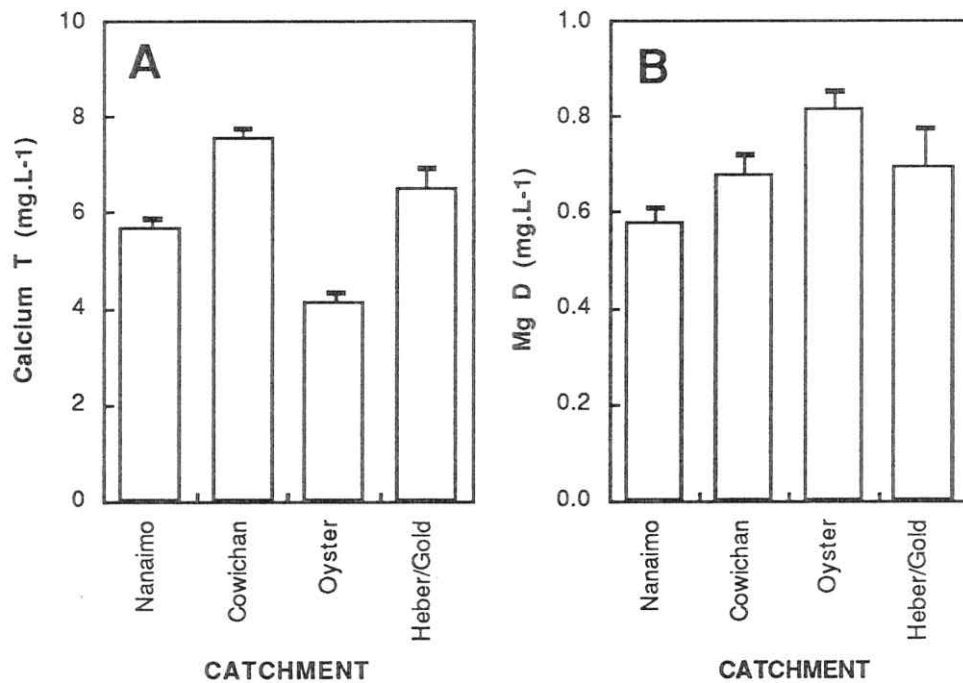 A
Calcium T (mg.L-1)
10
8
6
4
2
0
Nanaimo
Cowichan
Oyster
Heber/Gold
CATCHMENT
B
Mg D (mg.L-1)
1.0
0.8
0.6
0.4
0.2
0.0
Nanaimo
Cowichan
Oyster
Heber/Gold
CATCHMENT